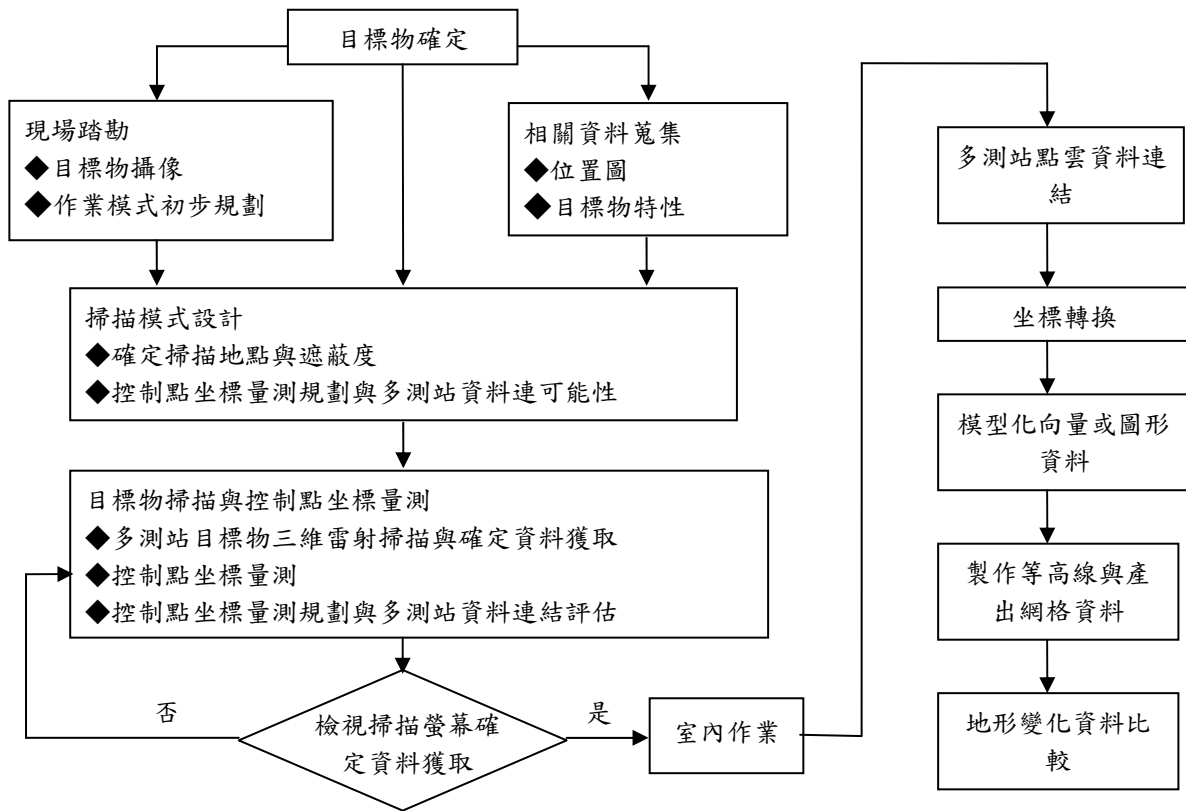 目標物確定
現場踏勘
◆目標物攝像
◆作業模式初步規劃
相關資料蒐集
◆位置圖
◆目標物特性
掃描模式設計
◆確定掃描地點與遮蔽度
◆控制點坐標量測規劃與多測站資料連可能性
目標物掃描與控制點坐標量測
◆多測站目標物三維雷射掃描與確定資料獲取
◆控制點坐標量測
◆控制點坐標量測規劃與多測站資料連結評估
否
檢視掃描螢幕確
定資料獲取
是
室內作業
多測站點雲資料連
結
坐標轉換
模型化向量或圖形
資料
製作等高線與產
出網格資料
地形變化資料比
較